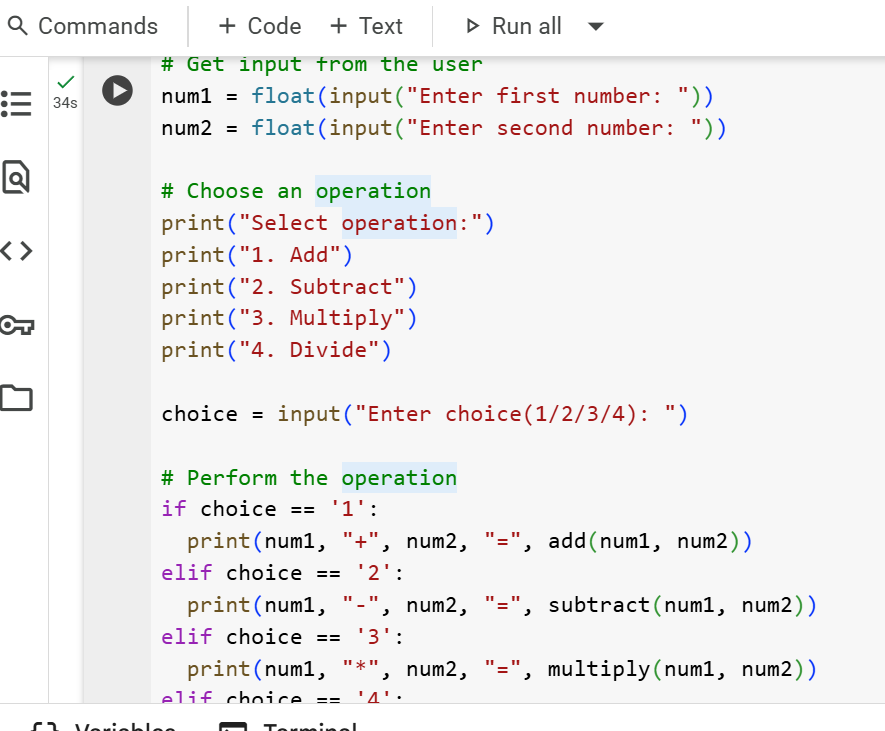 Commands + Code + Text Run all
34s
# Get input from the user
num1 = float(input("Enter first number: "))
num2 = float(input("Enter second number: "))
# Choose an operation
print("Select operation:")
print("1. Add")
print("2. Subtract")
print("3. Multiply")
print("4. Divide")
choice = input("Enter choice(1/2/3/4): ")
# Perform the operation
if choice == '1':
  print(num1, "+", num2, "=", add(num1, num2))
elif choice == '2':
  print(num1, "-", num2, "=", subtract(num1, num2))
elif choice == '3':
  print(num1, "*", num2, "=", multiply(num1, num2))
elif choice == '4':
{} Variables Terminal